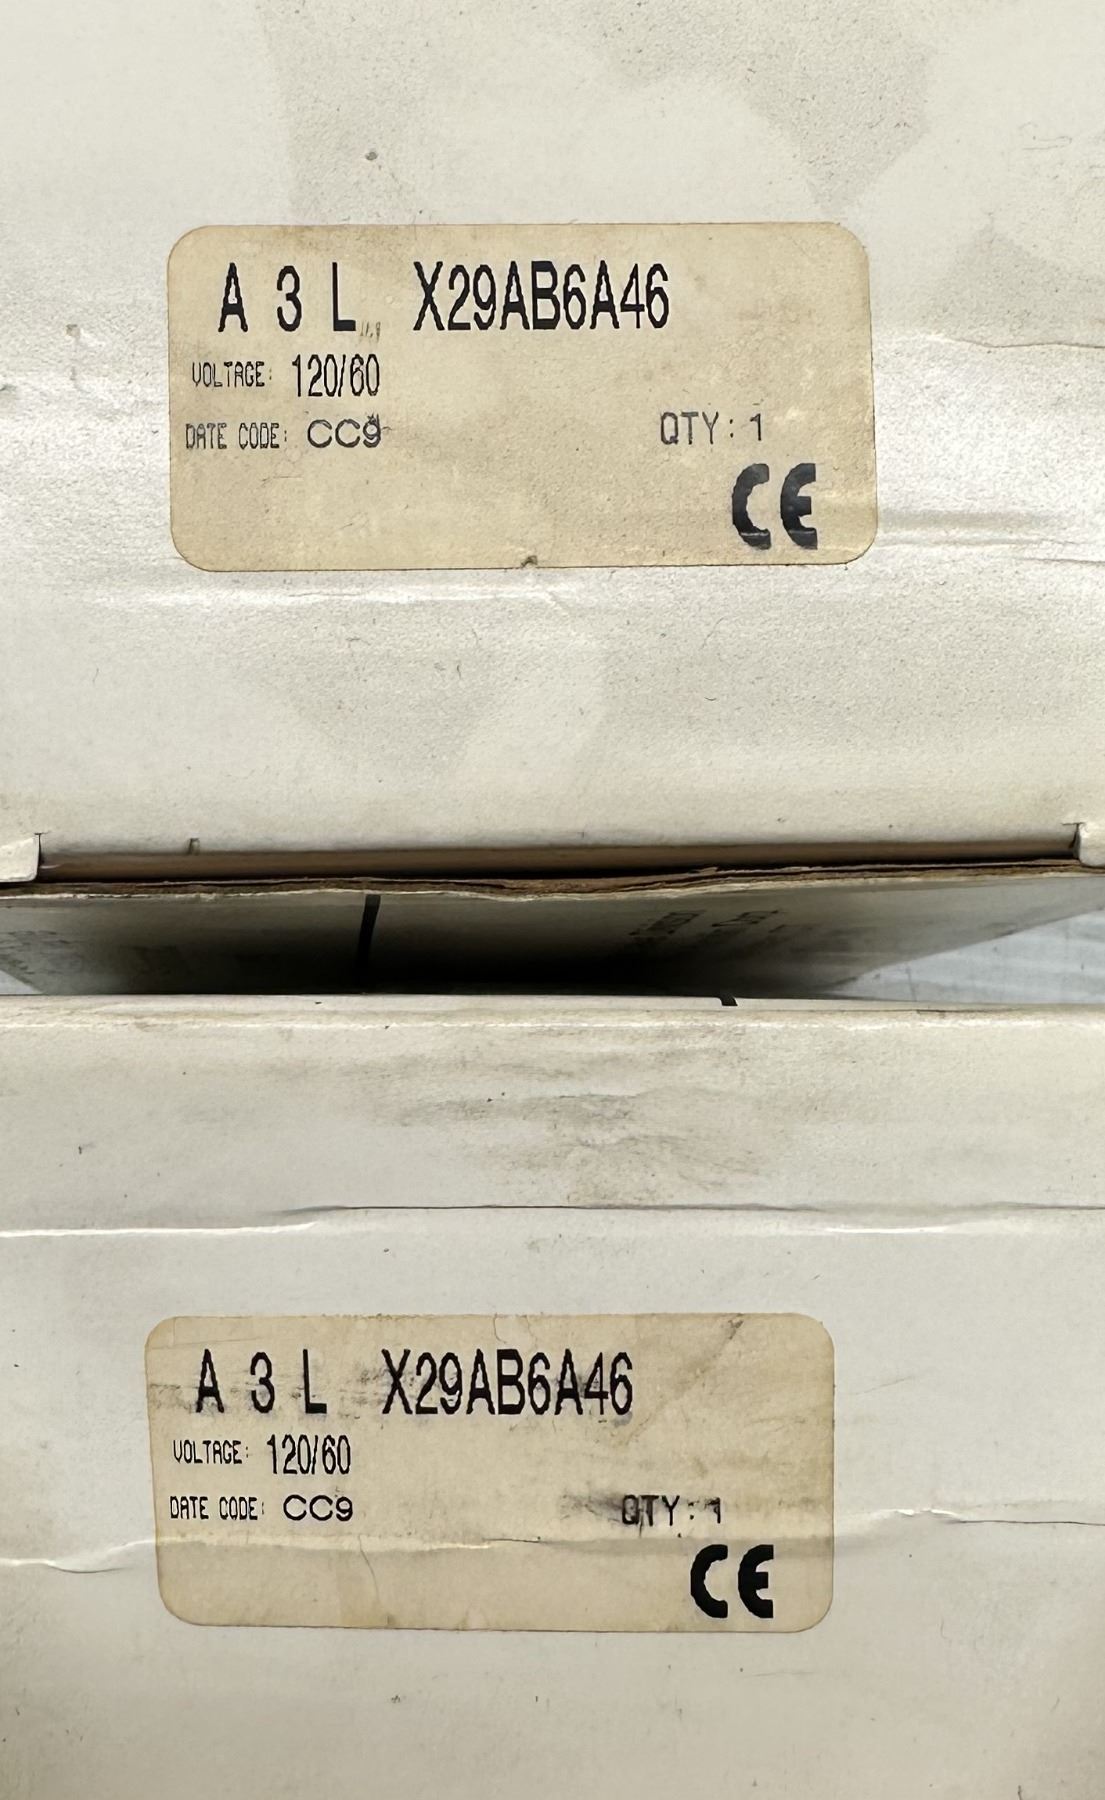 A 3 L X29AB6A46
VOLTAGE: 120/60
DATE CODE: CC9 QTY: 1
CE
A 3 L X29AB6A46
VOLTAGE: 120/60
DATE CODE: CC9 QTY: 1
CE